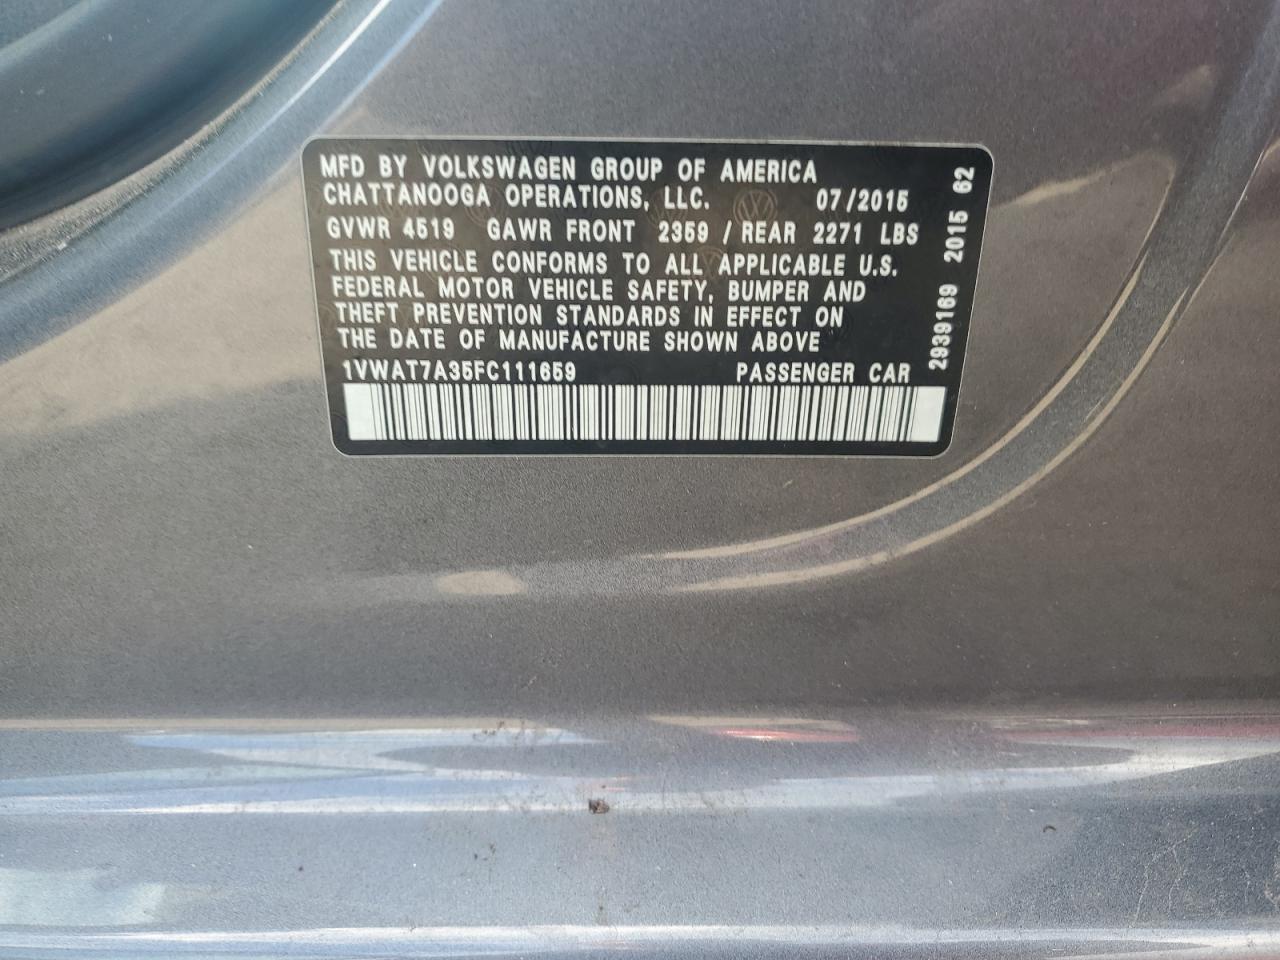 MFD BY VOLKSWAGEN GROUP OF AMERICA
CHATTANOOGA OPERATIONS, LLC. 07/2015
GVWR 4519 GAWR FRONT 2359 / REAR 2271 LBS
THIS VEHICLE CONFORMS TO ALL APPLICABLE U.S.
FEDERAL MOTOR VEHICLE SAFETY, BUMPER AND
THEFT PREVENTION STANDARDS IN EFFECT ON
THE DATE OF MANUFACTURE SHOWN ABOVE
1VWAT7A35FC111659 PASSENGER CAR
2939169 2015 62